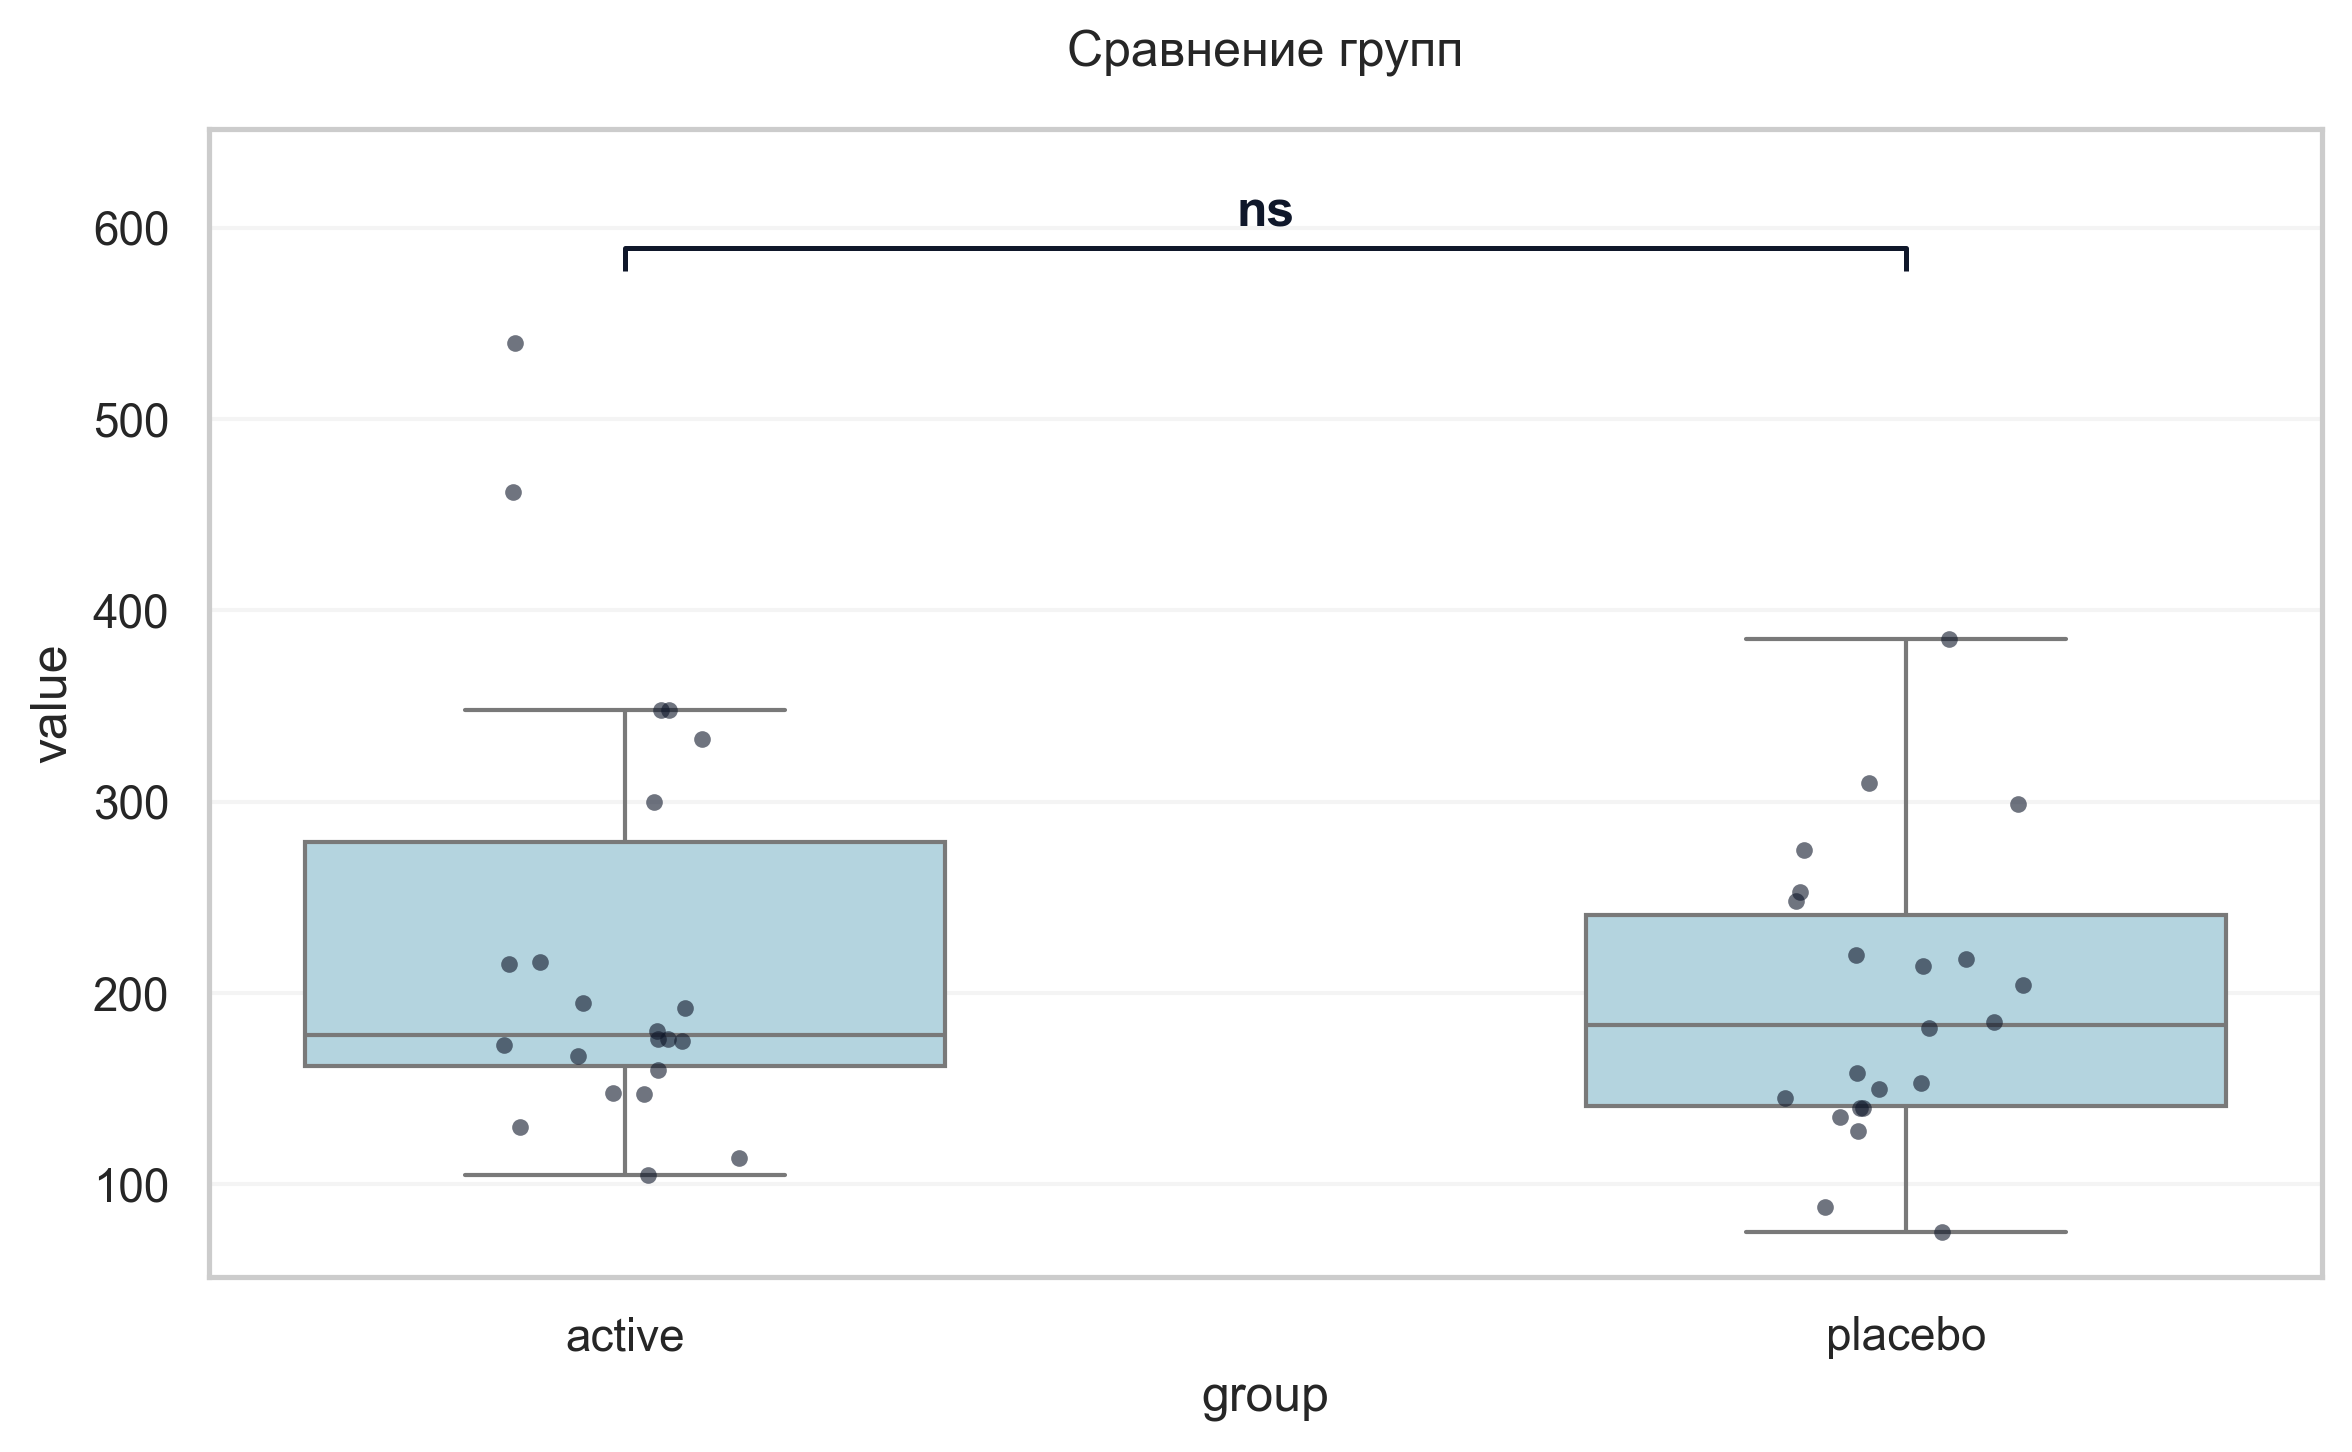 Сравнение групп
ns
600
500
400
300
200
100
value
active
placebo
group